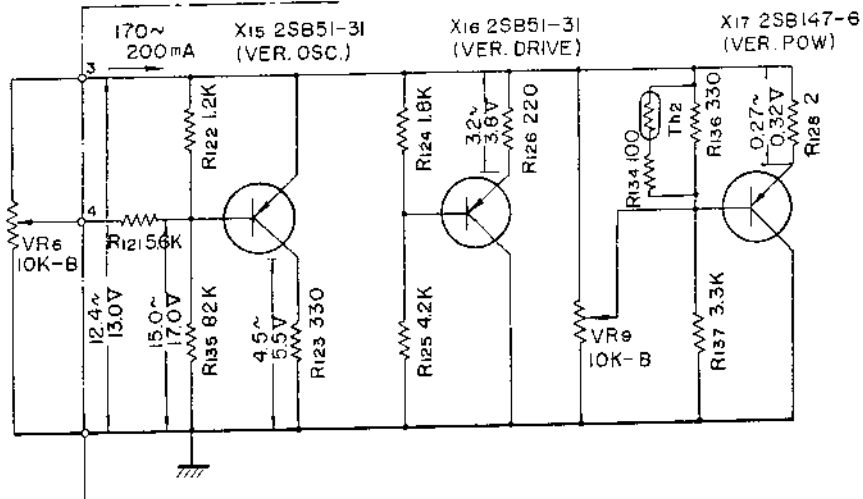 170~
200mA
X15 2SB51-31
(VER. OSC.)
X16 2SB51-31
(VER. DRIVE)
X17 2SB147-6
(VER. POW)
3
R122 1.2K
R124 1.8K
3.2~
3.8V
R126 220
Th2
R134 100
R136 330
0.27~
0.32V
R128 2
4
VR6
10K-B
R121 5.6K
12.4~
13.0V
15.0~
17.0V
R135 82K
4.5~
5.5V
R123 330
R125 4.2K
VR9
10K-B
R137 3.3K